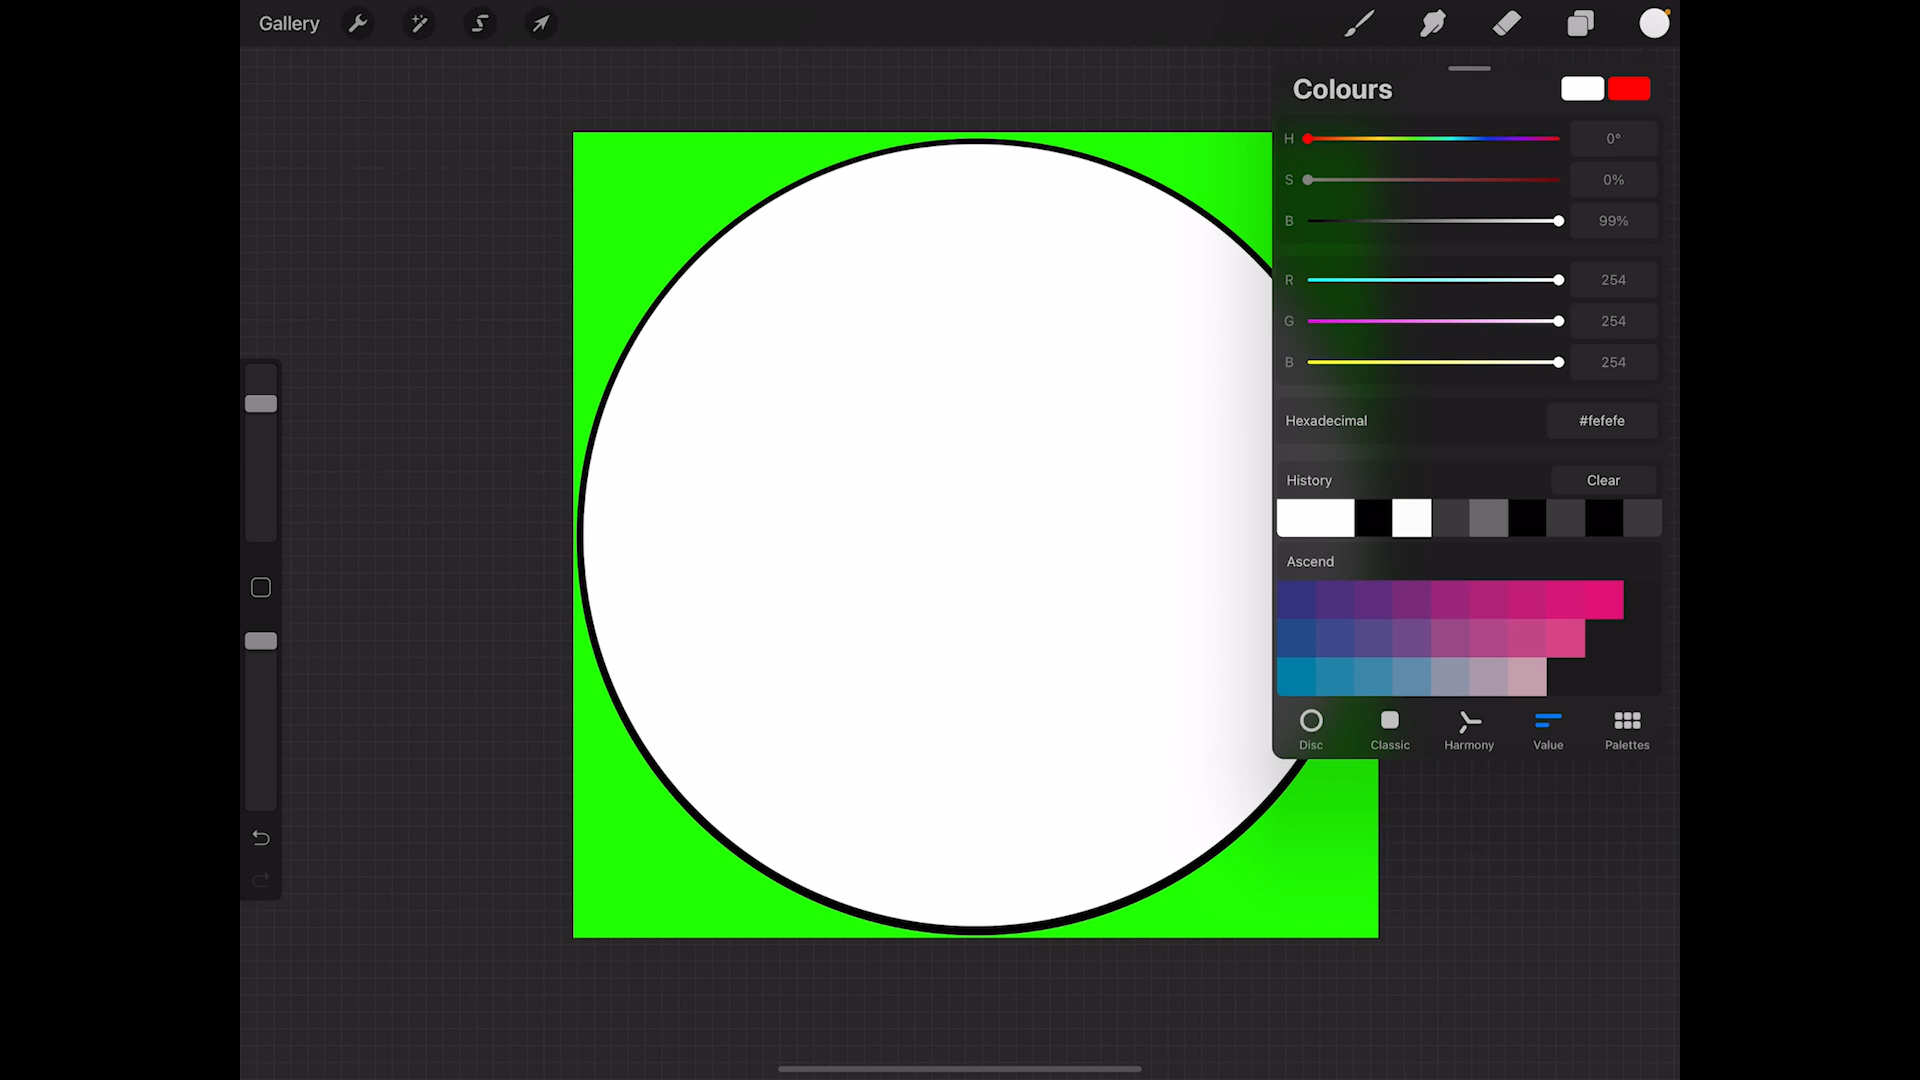 Gallery
Colours
H 0°
S 0%
B 99%
R 254
G 254
B 254
Hexadecimal #fefefe
History Clear
Ascend
Disc Classic Harmony Value Palettes